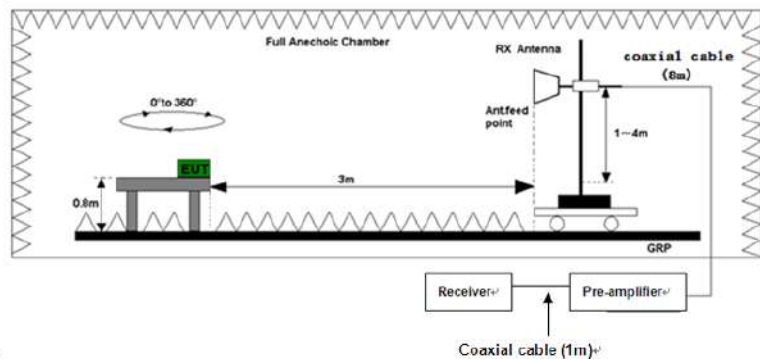 Full Anechoic Chamber
RX Antenna
coaxial cable
(8m)
0°to 360°
Ant.feed
point
1~4m
EUT
3m
0.8m
GRP
Receiver↵
Pre-amplifier↵
Coaxial cable (1m)↵